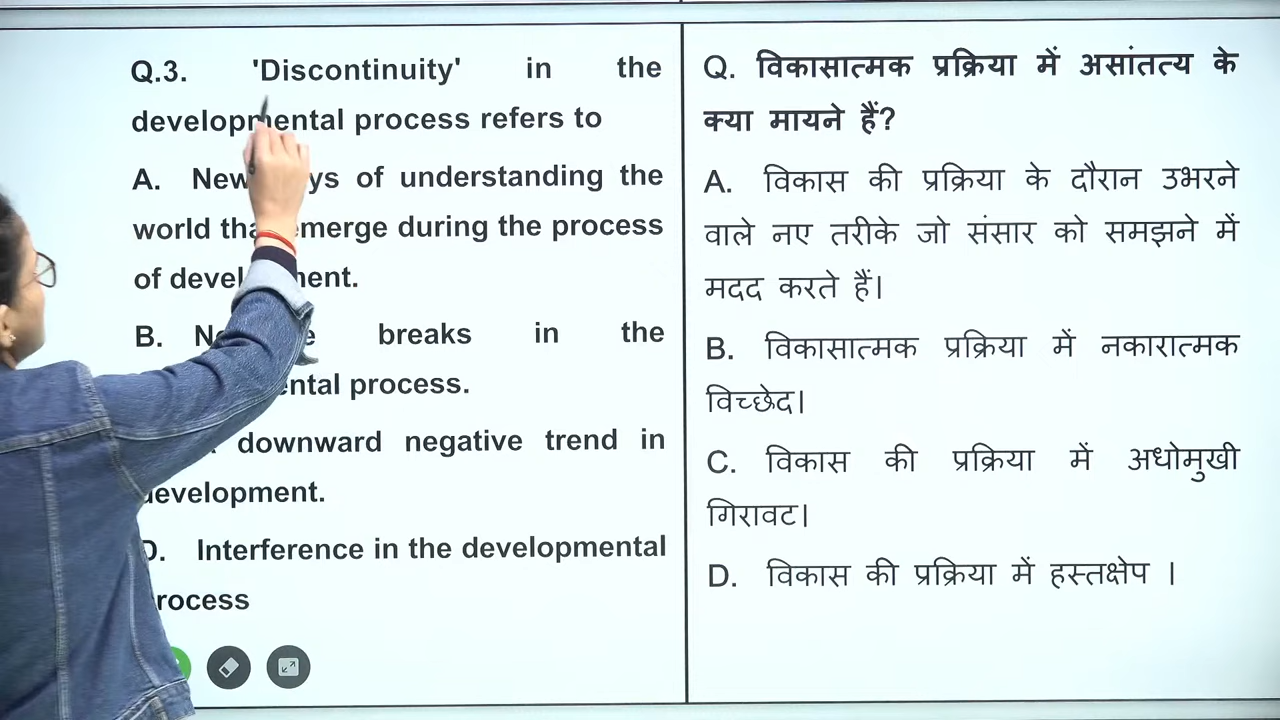 Q.3. 'Discontinuity' in the
developmental process refers to
A. New ys of understanding the
world tha emerge during the process
of devel ment.
B. breaks in the
ental process.
downward negative trend in
development.
D. Interference in the developmental
rocess
Q. विकासात्मक प्रक्रिया में असांतत्य के
क्या मायने हैं?
A. विकास की प्रक्रिया के दौरान उभरने
वाले नए तरीके जो संसार को समझने में
मदद करते हैं।
B. विकासात्मक प्रक्रिया में नकारात्मक
विच्छेद।
C. विकास की प्रक्रिया में अधोमुखी
गिरावट।
D. विकास की प्रक्रिया में हस्तक्षेप ।